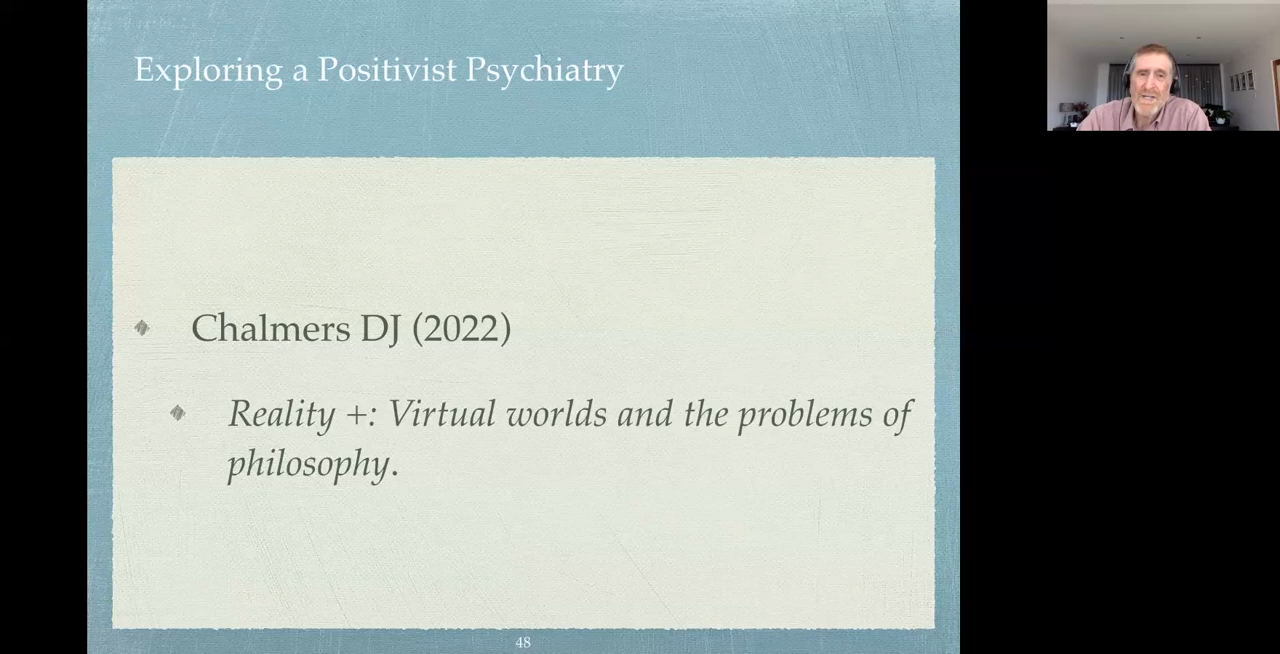 Exploring a Positivist Psychiatry
Chalmers DJ (2022)
Reality +: Virtual worlds and the problems of
philosophy.
48